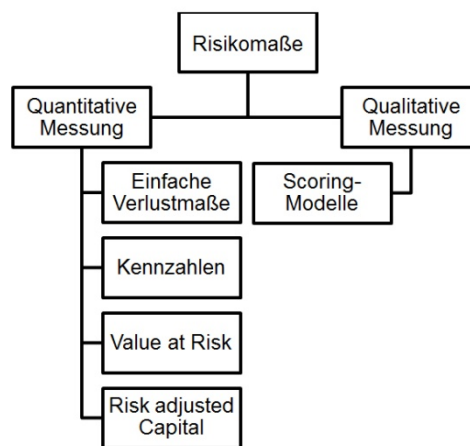 Risikomaße
Quantitative
Messung
Qualitative
Messung
Einfache
Verlustmaße
Scoring-
Modelle
Kennzahlen
Value at Risk
Risk adjusted
Capital